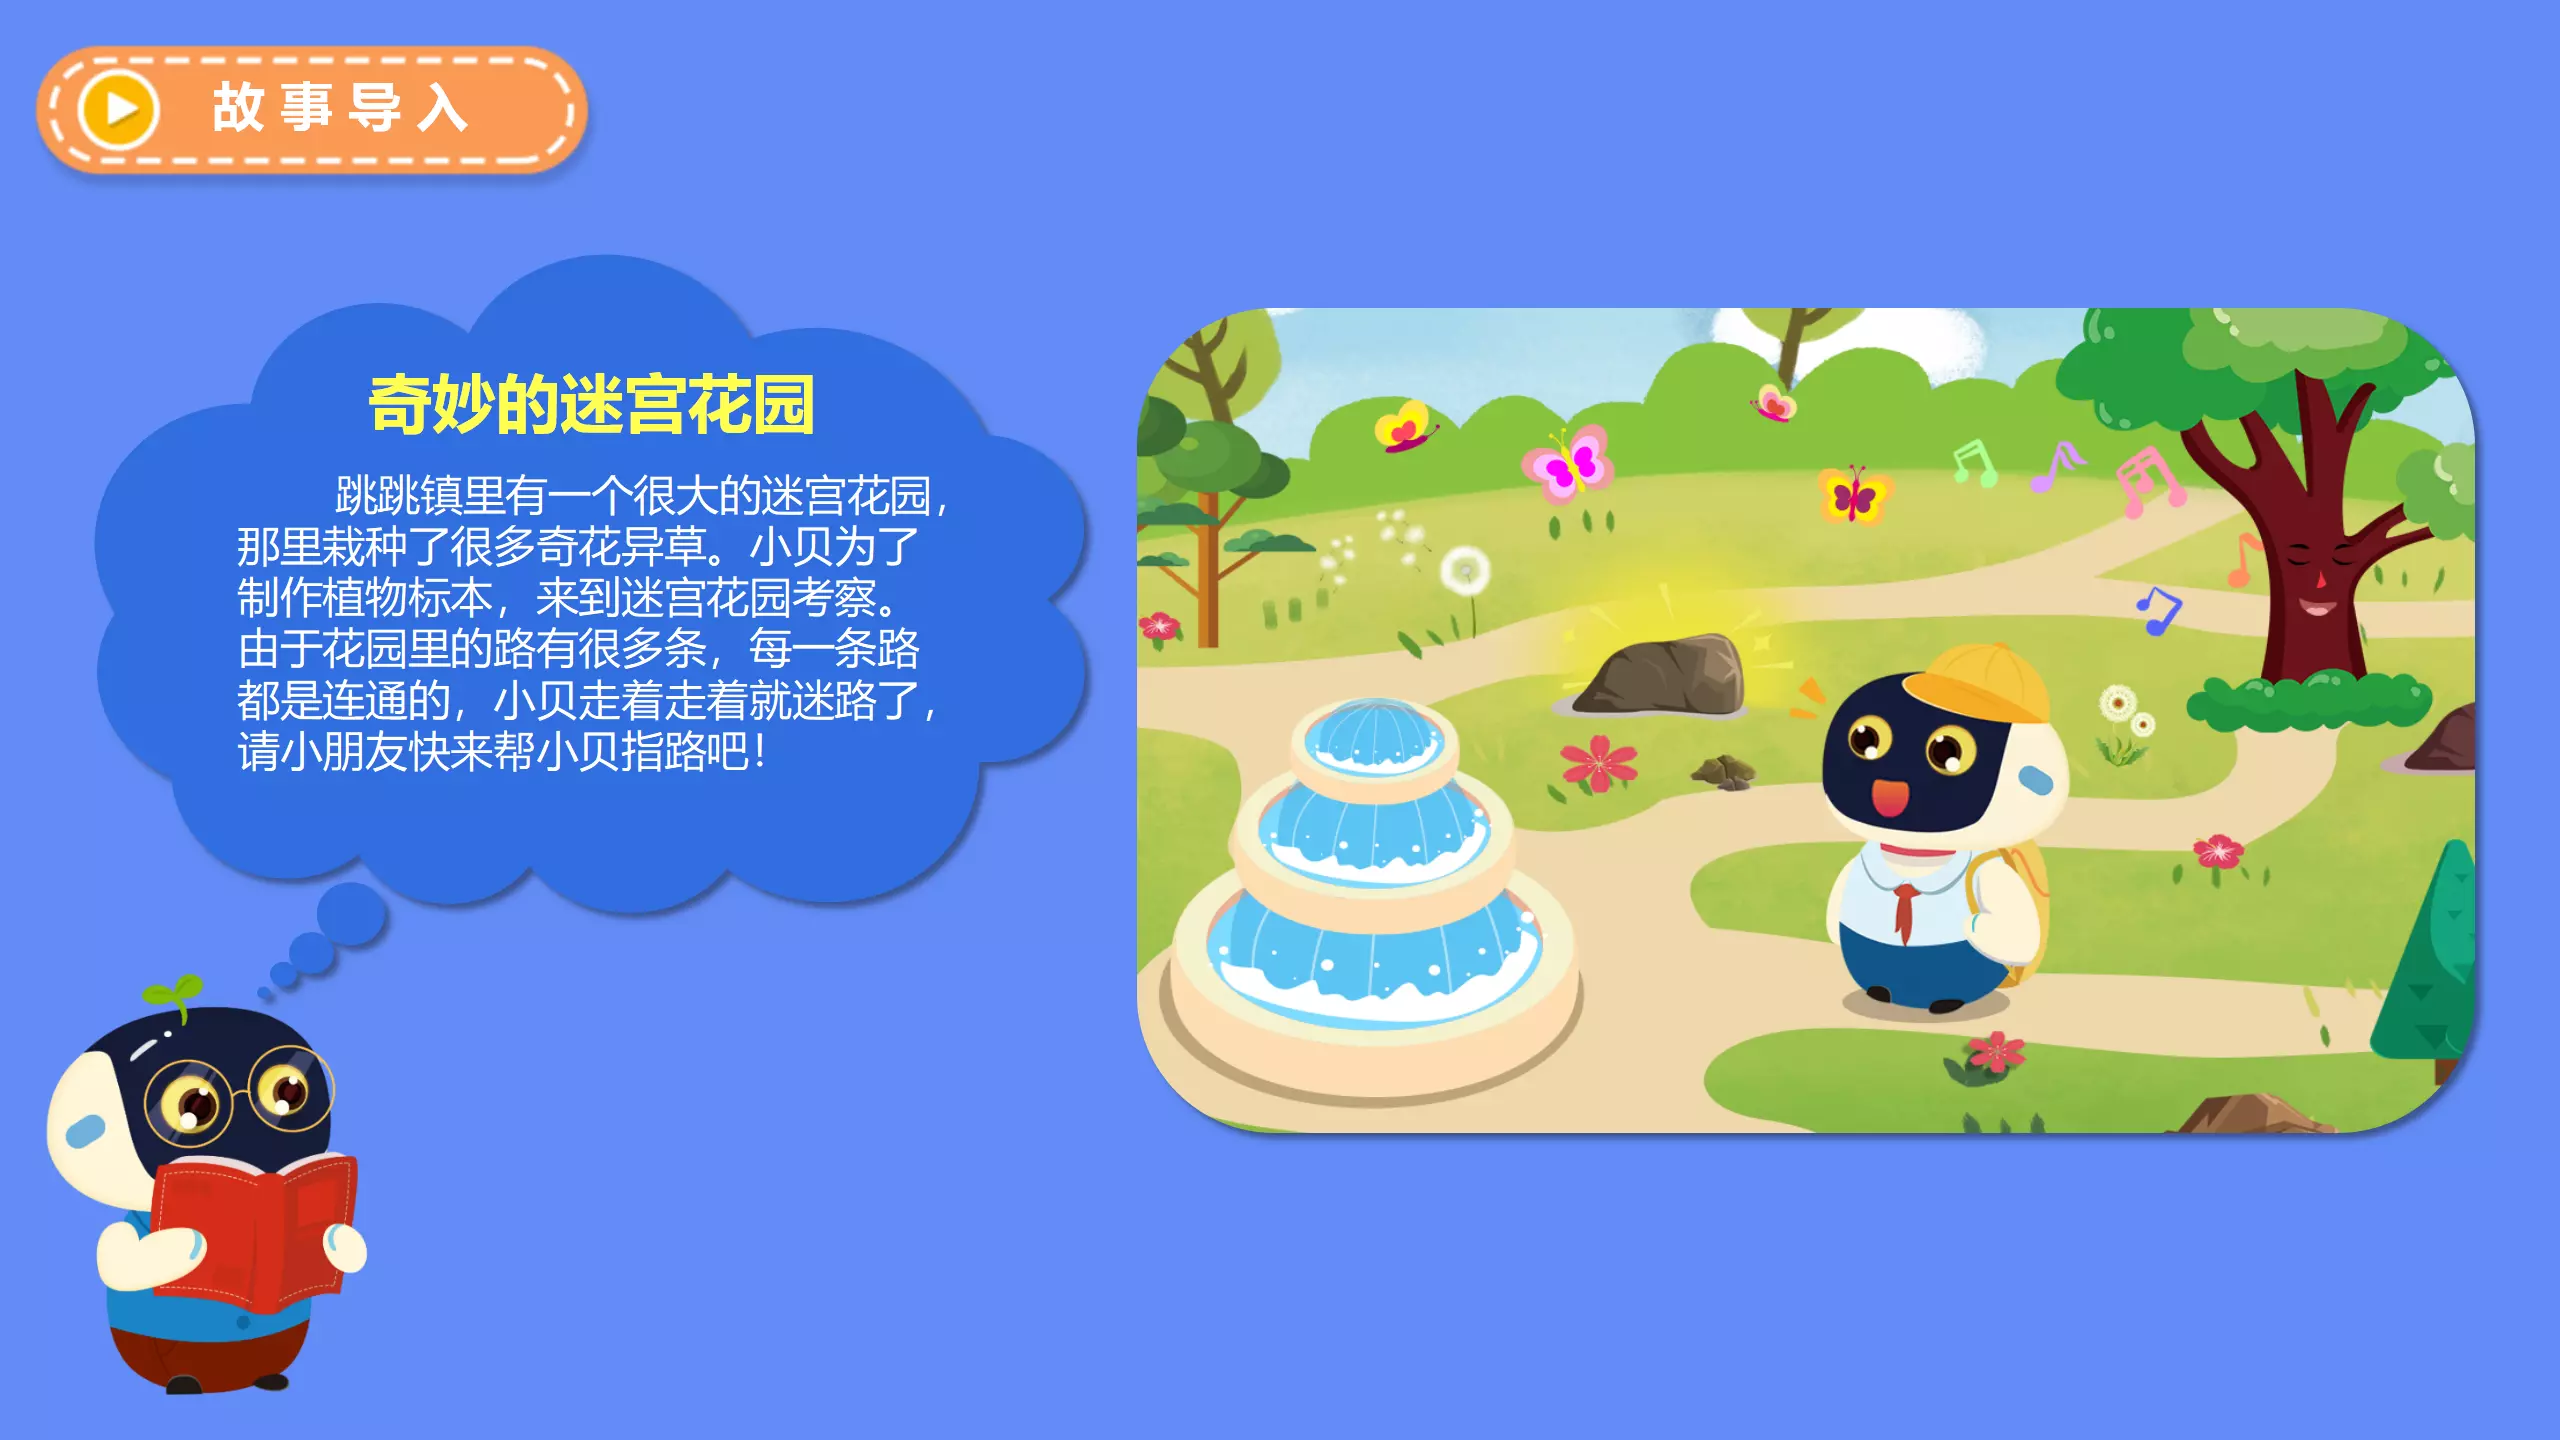 故事导入
奇妙的迷宫花园
跳跳镇里有一个很大的迷宫花园，
那里栽种了很多奇花异草。小贝为了
制作植物标本，来到迷宫花园考察。
由于花园里的路有很多条，每一条路
都是连通的，小贝走着走着就迷路了，
请小朋友快来帮小贝指路吧！